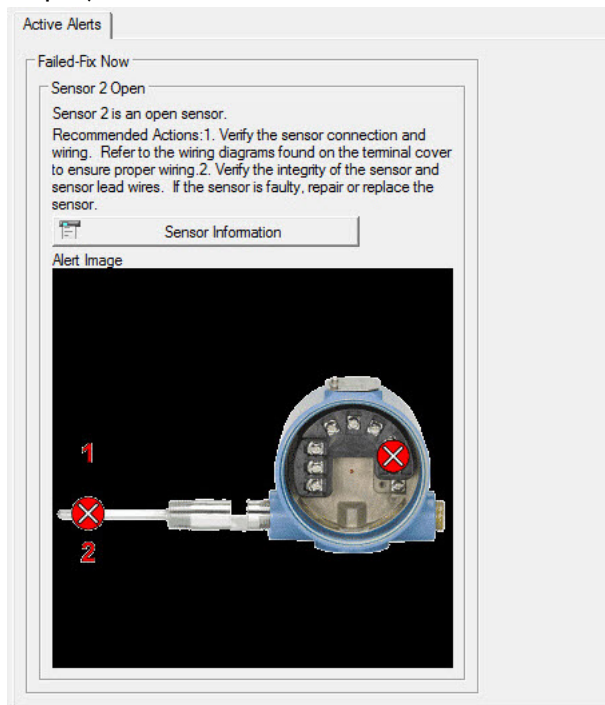 Active Alerts
Failed-Fix Now
Sensor 2 Open
Sensor 2 is an open sensor.
Recommended Actions:1. Verify the sensor connection and
wiring.  Refer to the wiring diagrams found on the terminal cover
to ensure proper wiring.2. Verify the integrity of the sensor and
sensor lead wires.  If the sensor is faulty, repair or replace the
sensor.
Sensor Information
Alert Image
1
2